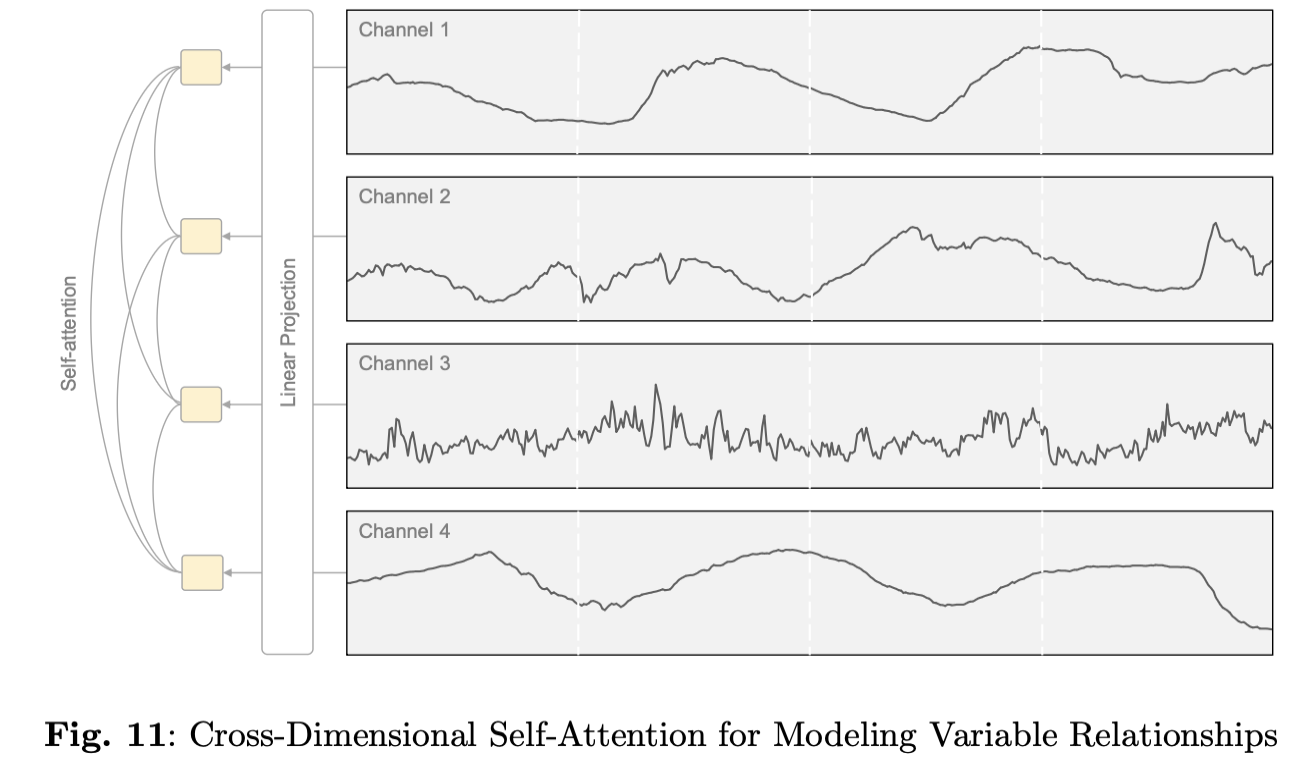 Channel 1
Channel 2
Self-attention
Linear Projection
Channel 3
Channel 4
Fig. 11: Cross-Dimensional Self-Attention for Modeling Variable Relationships